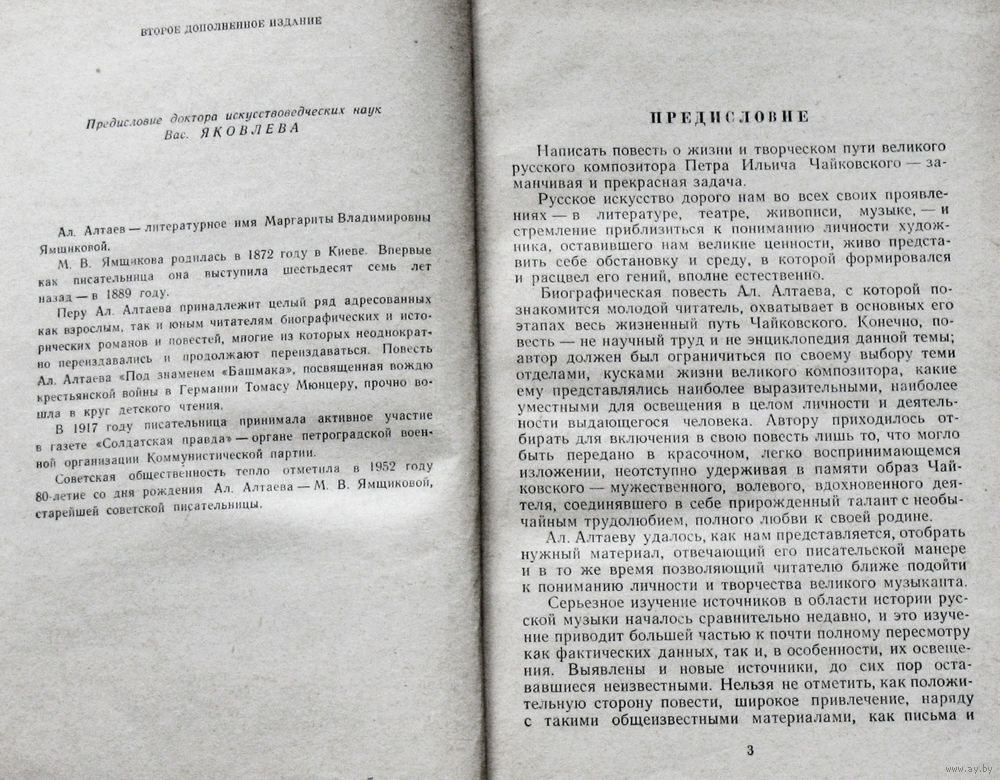 ВТОРОЕ ДОПОЛНЕННОЕ ИЗДАНИЕ
Предисловие доктора искусствоведческих наук
Вас. ЯКОВЛЕВА
Ал. Алтаев — литературное имя Маргариты Владимировны
Ямщиковой.
М. В. Ямщикова родилась в 1872 году в Киеве. Впервые
как писательница она выступила шестьдесят семь лет
назад — в 1889 году.
Перу Ал. Алтаева принадлежит целый ряд адресованных
как взрослым, так и юным читателям биографических и исто-
рических романов и повестей, многие из которых неоднократ-
но переиздавались и продолжают переиздаваться. Повесть
Ал. Алтаева «Под знаменем «Башмака», посвященная вождю
крестьянской войны в Германии Томасу Мюнцеру, прочно во-
шла в круг детского чтения.
В 1917 году писательница принимала активное участие
в газете «Солдатская правда» — органе петроградской воен-
ной организации Коммунистической партии.
Советская общественность тепло отметила в 1952 году
80-летие со дня рождения Ал. Алтаева — М. В. Ямщиковой,
старейшей советской писательницы.
ПРЕДИСЛОВИЕ
Написать повесть о жизни и творческом пути великого
русского композитора Петра Ильича Чайковского — за-
манчивая и прекрасная задача.
Русское искусство дорого нам во всех своих проявле-
ниях — в литературе, театре, живописи, музыке, — и
стремление приблизиться к пониманию личности худож-
ника, оставившего нам великие ценности, живо предста-
вить себе обстановку и среду, в которой формировался
и расцвел его гений, вполне естественно.
Биографическая повесть Ал. Алтаева, с которой по-
знакомится молодой читатель, охватывает в основных его
этапах весь жизненный путь Чайковского. Конечно, по-
весть — не научный труд и не энциклопедия данной темы;
автор должен был ограничиться по своему выбору теми
отделами, кусками жизни великого композитора, какие
ему представлялись наиболее выразительными, наиболее
уместными для освещения в целом личности и деятель-
ности выдающегося человека. Автору приходилось от-
бирать для включения в свою повесть лишь то, что могло
быть передано в красочном, легко воспринимающемся
изложении, неотступно удерживая в памяти образ Чай-
ковского — мужественного, волевого, вдохновенного дея-
теля, соединявшего в себе прирожденный талант с необы-
чайным трудолюбием, полного любви к своей родине.
Ал. Алтаеву удалось, как нам представляется, отобрать
нужный материал, отвечающий его писательской манере
и в то же время позволяющий читателю ближе подойти
к пониманию личности и творчества великого музыканта.
Серьезное изучение источников в области истории рус-
ской музыки началось сравнительно недавно, и это изуче-
ние приводит большей частью к почти полному пересмотру
как фактических данных, так и, в особенности, их освеще-
ния. Выявлены и новые источники, до сих пор оста-
вавшиеся неизвестными. Нельзя не отметить, как положи-
тельную сторону повести, широкое привлечение, наряду
с такими общеизвестными материалами, как письма и
3
www.ay.by